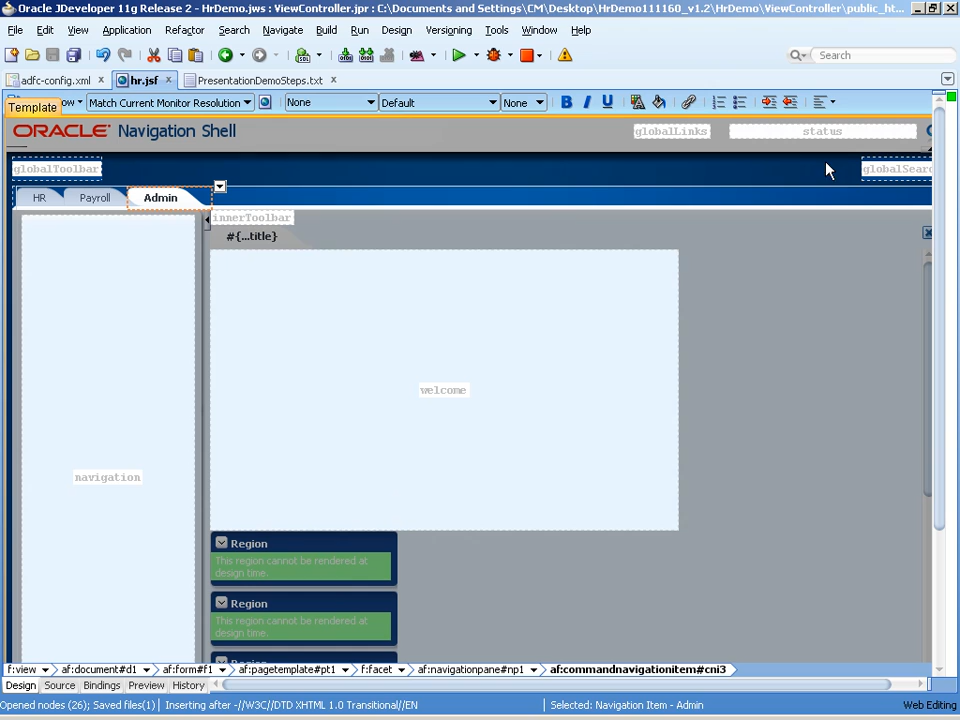 Oracle JDeveloper 11g Release 2 - HrDemo.jws : ViewController.jpr : C:\Documents and Settings\CM\Desktop\HrDemo111160_v1.2\HrDemo\ViewController\public_ht...
File Edit View Application Refactor Search Navigate Build Run Design Versioning Tools Window Help
Search
adfc-config.xml hr.jsf PresentationDemoSteps.txt
Template Match Current Monitor Resolution None Default None B I U
ORACLE Navigation Shell globalLinks status
globalToolbar globalSearc
HR Payroll Admin
innerToolbar
#{...title}
welcome
navigation
Region
This region cannot be rendered at
design time.
Region
This region cannot be rendered at
design time.
f:view af:document#d1 af:form#f1 af:pagetemplate#pt1 f:facet af:navigationpane#np1 af:commandnavigationitem#cni3
Design Source Bindings Preview History
Opened nodes (26); Saved files(1) Inserting after -//W3C//DTD XHTML 1.0 Transitional//EN Selected: Navigation Item - Admin Web Editing